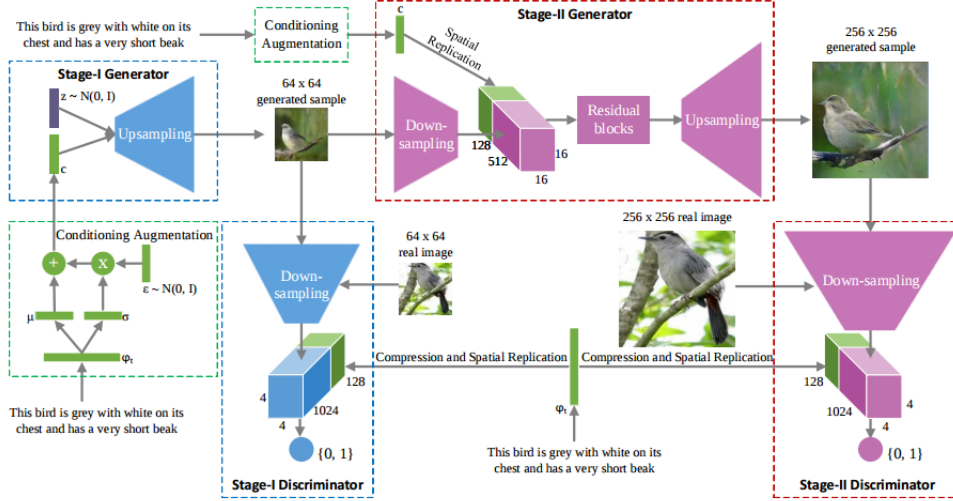 This bird is grey with white on its
chest and has a very short beak
Conditioning
Augmentation
c
Stage-II Generator
Spatial
Replication
256 x 256
generated sample
Stage-I Generator
z ~ N(0, I)
c
Upsampling
64 x 64
generated sample
Down-
sampling
128
512
16
16
Residual
blocks
Upsampling
Conditioning Augmentation
+
x
ε ~ N(0, I)
μ
σ
φt
This bird is grey with white on its
chest and has a very short beak
64 x 64
real image
Down-
sampling
256 x 256 real image
Down-
sampling
Compression and Spatial Replication
Compression and Spatial Replication
128
1024
4
4
{0, 1}
Stage-I Discriminator
φt
This bird is grey with white on its
chest and has a very short beak
128
1024
4
4
{0, 1}
Stage-II Discriminator